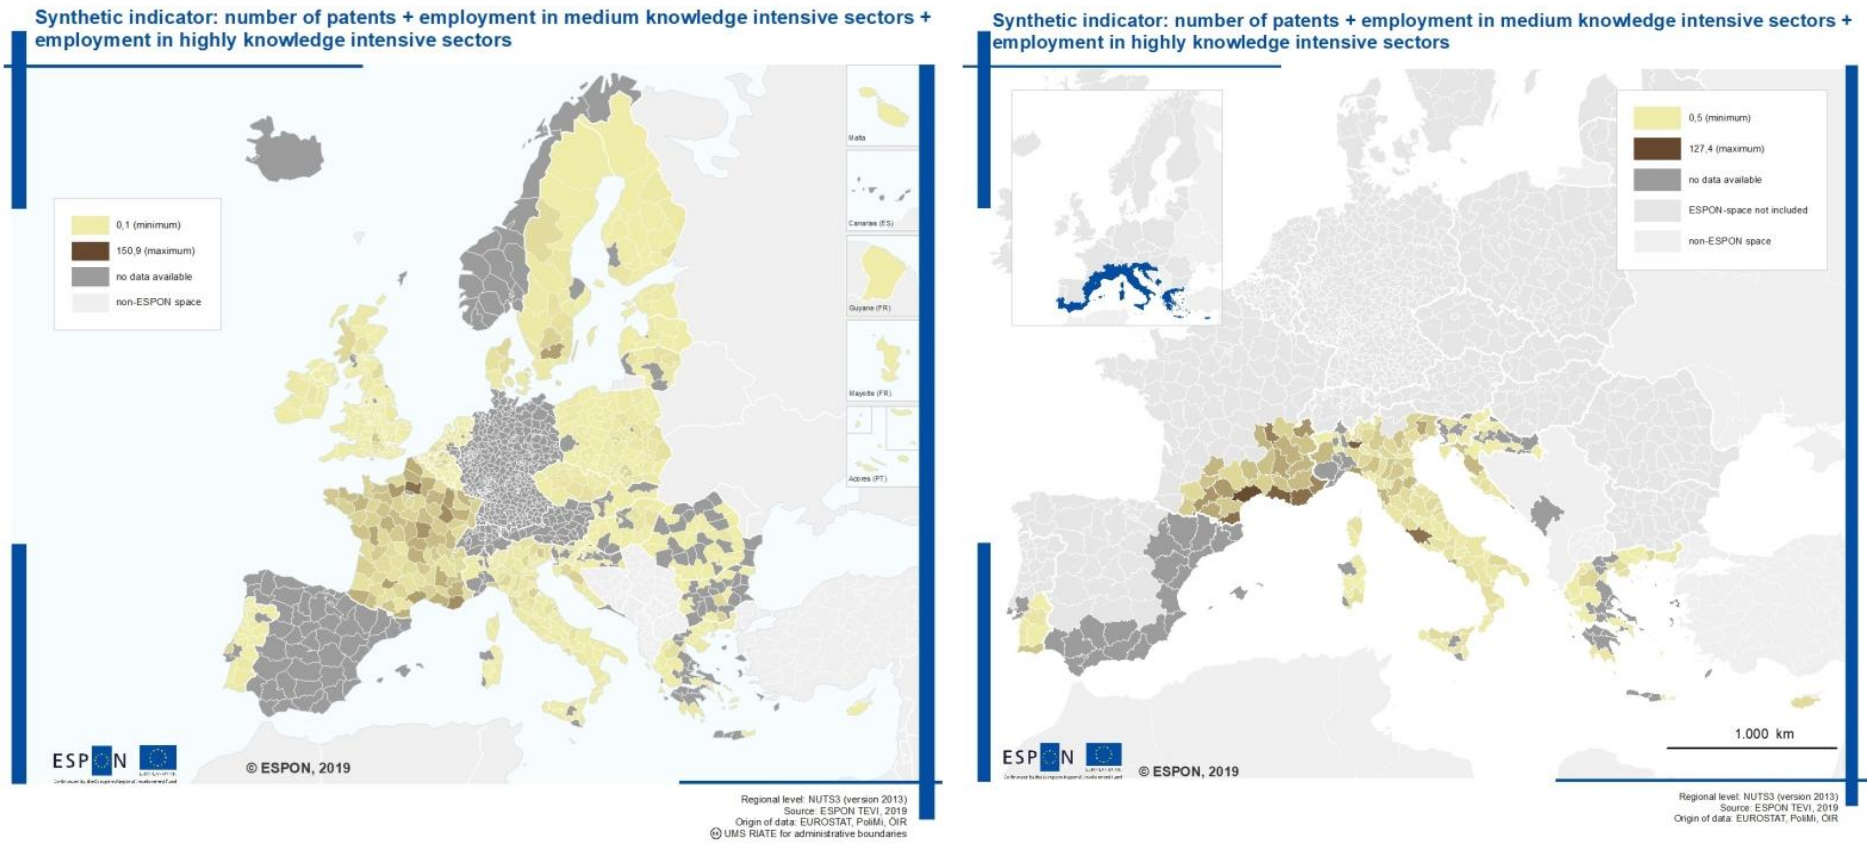 Synthetic indicator: number of patents + employment in medium knowledge intensive sectors +
employment in highly knowledge intensive sectors
0,1 (minimum)
150,9 (maximum)
no data available
non-ESPON space
Malta
Canarias (ES)
Guyane (FR)
Mayotte (FR)
Acores (PT)
ESPON
© ESPON, 2019
Regional level: NUTS3 (version 2013)
Source: ESPON TEVI, 2019
Origin of data: EUROSTAT, PoliMi, ÖIR
UMS RIATE for administrative boundaries
Synthetic indicator: number of patents + employment in medium knowledge intensive sectors +
employment in highly knowledge intensive sectors
0,5 (minimum)
127,4 (maximum)
no data available
ESPON-space not included
non-ESPON space
1.000 km
ESPON
© ESPON, 2019
Regional level: NUTS3 (version 2013)
Source: ESPON TEVI, 2019
Origin of data: EUROSTAT, PoliMi, ÖIR